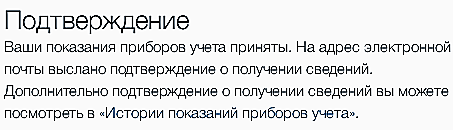 Подтверждение
Ваши показания приборов учета приняты. На адрес электронной
почты выслано подтверждение о получении сведений.
Дополнительно подтверждение о получении сведений вы можете
посмотреть в «Истории показаний приборов учета».